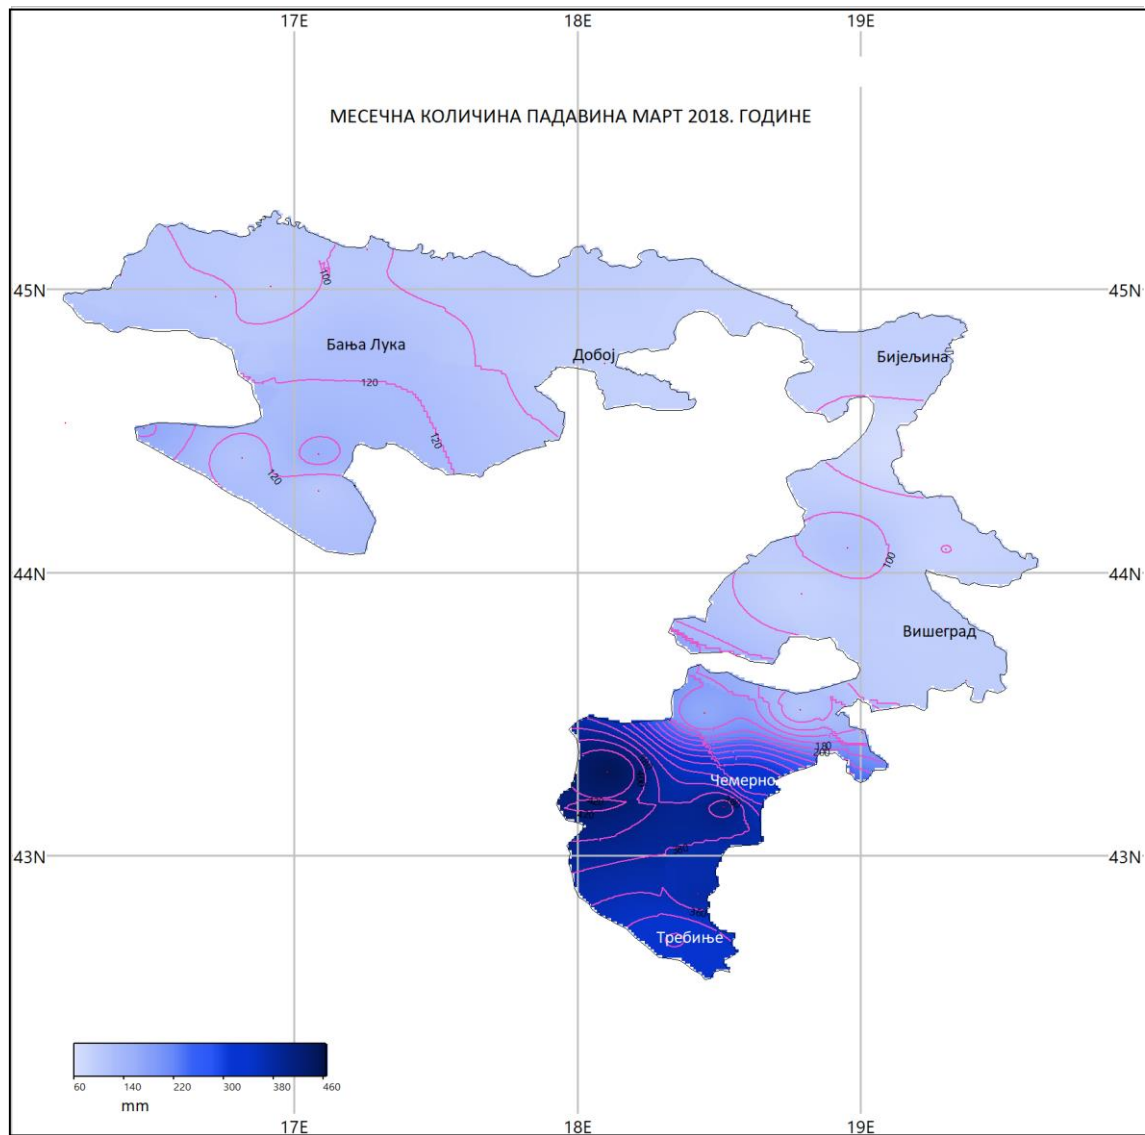 17E 18E 19E
МЕСЕЧНА КОЛИЧИНА ПАДАВИНА МАРТ 2018. ГОДИНЕ
100
45N 45N
Бања Лука
Добој
Бијељина
120
120
120
100
44N 44N
Вишеград
180
200
Чемерно
43N 43N
360
Требиње
60 140 220 300 380 460
mm
17E 18E 19E